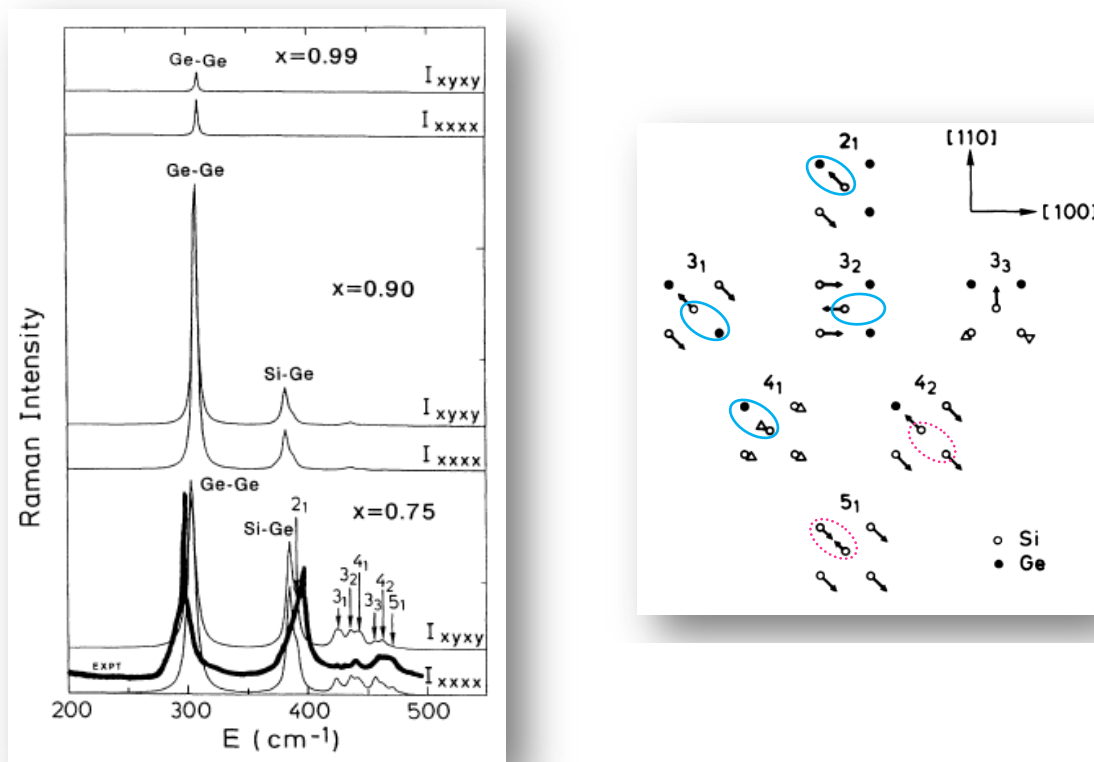 Ge-Ge
x=0.99
I xyxy
I xxxx
Ge-Ge
x=0.90
Si-Ge
I xyxy
I xxxx
Ge-Ge
2₁
x=0.75
Si-Ge
3₁ 3₂ 4₁ 3₃ 4₂ 5₁
I xyxy
EXPT
I xxxx
200 300 400 500
E (cm⁻¹)
Raman Intensity
2₁
[110]
[100]
3₁ 3₂ 3₃
4₁ 4₂
5₁
Si
Ge